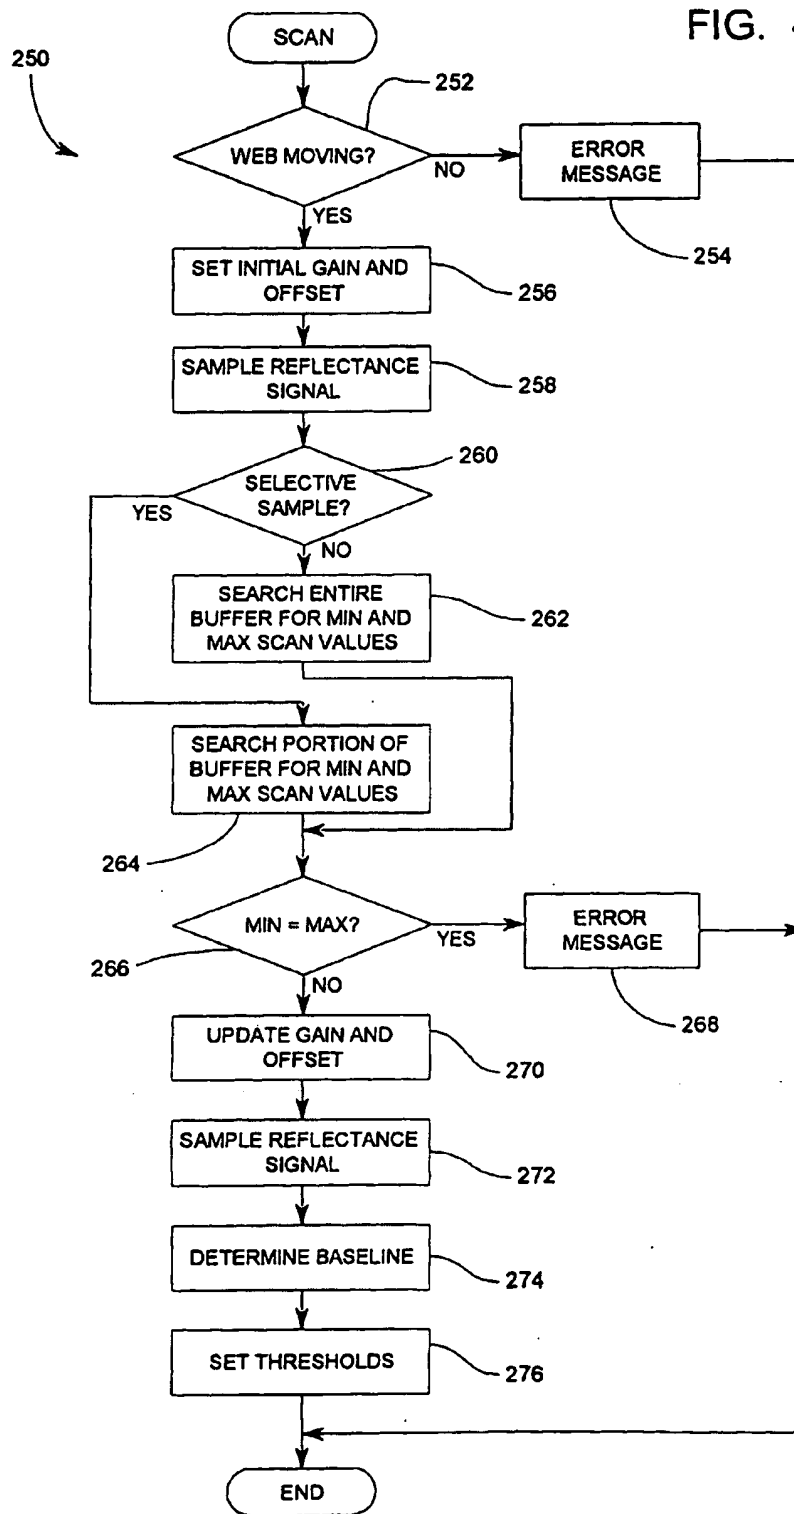 FIG.
SCAN
250
252
WEB MOVING?
NO
ERROR
MESSAGE
254
YES
SET INITIAL GAIN AND
OFFSET
256
SAMPLE REFLECTANCE
SIGNAL
258
260
SELECTIVE
SAMPLE?
YES
NO
SEARCH ENTIRE
BUFFER FOR MIN AND
MAX SCAN VALUES
262
SEARCH PORTION OF
BUFFER FOR MIN AND
MAX SCAN VALUES
264
MIN = MAX?
YES
ERROR
MESSAGE
266
268
NO
UPDATE GAIN AND
OFFSET
270
SAMPLE REFLECTANCE
SIGNAL
272
DETERMINE BASELINE
274
SET THRESHOLDS
276
END